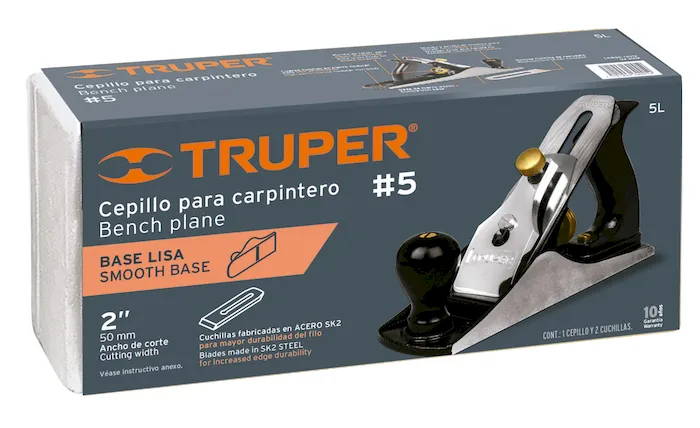 TRUPER
Cepillo para carpintero
Bench plane
#5
5L
5L
TRUPER®
Cepillo para carpintero
Bench plane
#5
BASE LISA
SMOOTH BASE
2"
50 mm
Ancho de corte
Cutting width
Véase instructivo anexo.
Cuchillas fabricadas en ACERO SK2
para mayor durabilidad del filo
Blades made in SK2 STEEL
for increased edge durability
TRUPER
10 años
Garantía
Warranty
CONT.: 1 CEPILLO Y 2 CUCHILLAS.